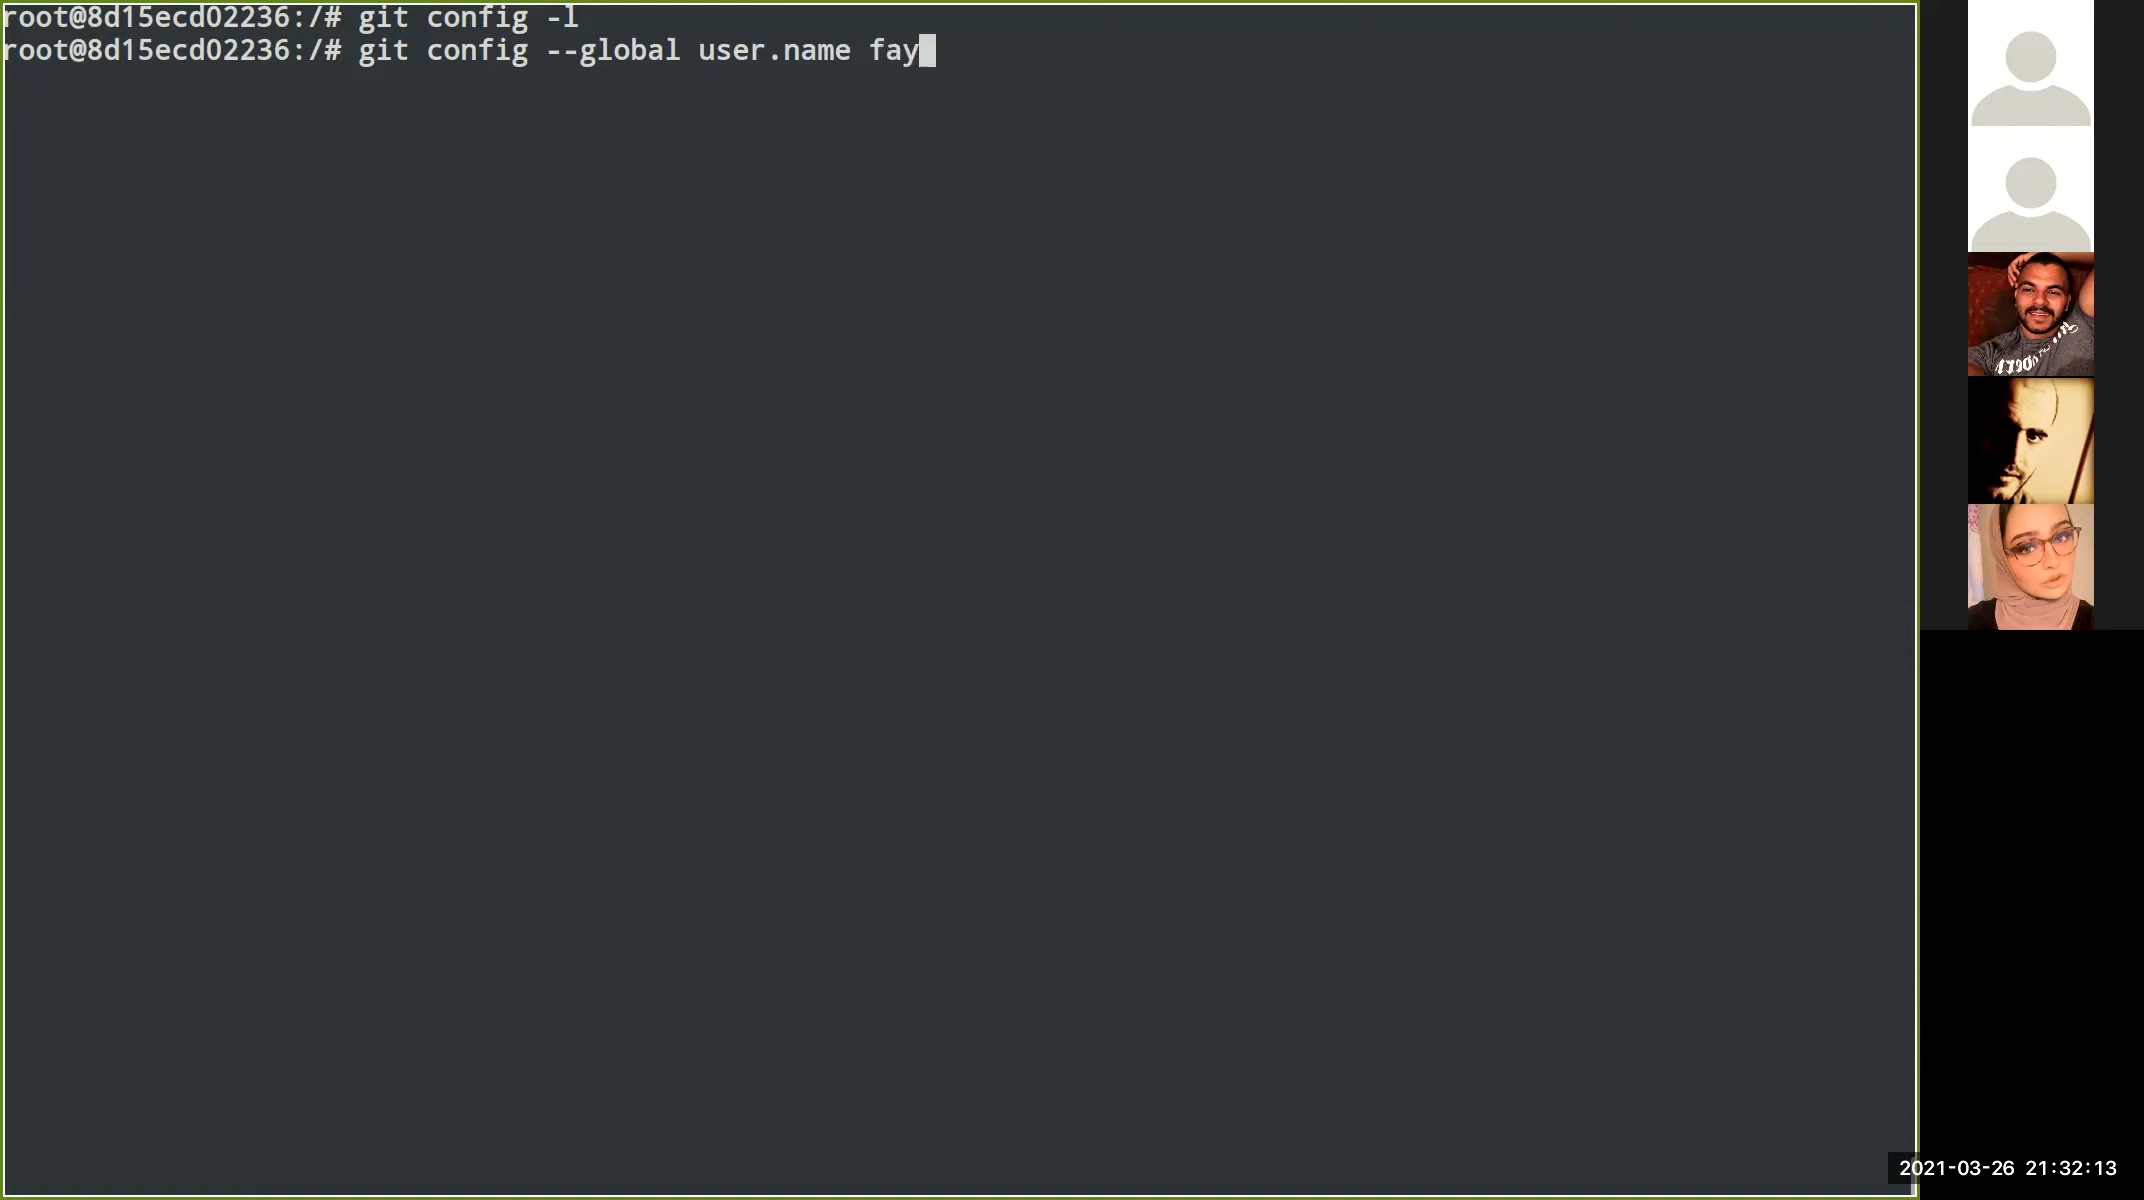 root@8d15ecd02236:/# git config -l
root@8d15ecd02236:/# git config --global user.name fay
2021-03-26 21:32:13